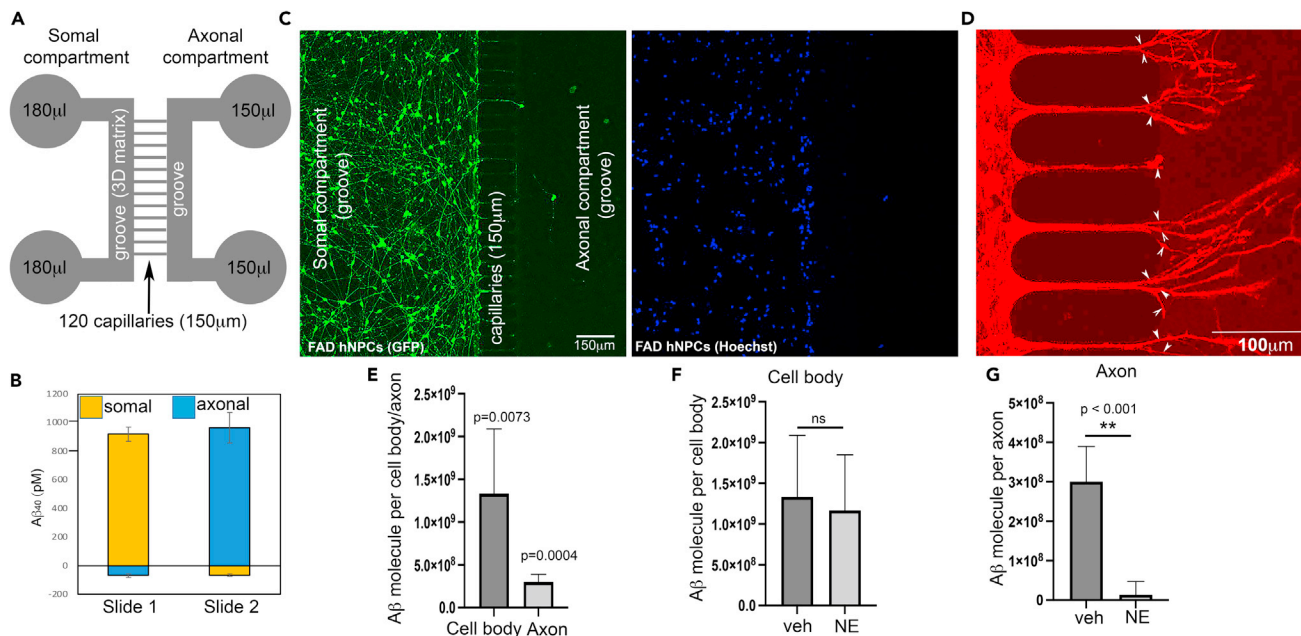 A
Somal
compartment
Axonal
compartment
180µl
150µl
groove (3D matrix)
groove
180µl
150µl
120 capillaries (150µm)
B
1200
1000
800
600
400
200
0
-200
Aβ40 (pM)
somal
axonal
Slide 1
Slide 2
C
Somal compartment
(groove)
capillaries (150µm)
Axonal compartment
(groove)
FAD hNPCs (GFP)
150µm
FAD hNPCs (Hoechst)
D
100µm
E
Aβ molecule per cell body/axon
2.5×10⁹
2.0×10⁹
1.5×10⁹
1.0×10⁹
5.0×10⁸
0.0
p=0.0073
p=0.0004
Cell body
Axon
F
Cell body
Aβ molecule per cell body
2.5×10⁹
2.0×10⁹
1.5×10⁹
1.0×10⁹
5.0×10⁸
0.0
ns
veh
NE
G
Axon
Aβ molecule per axon
5×10⁸
4×10⁸
3×10⁸
2×10⁸
1×10⁸
0
p < 0.001
**
veh
NE